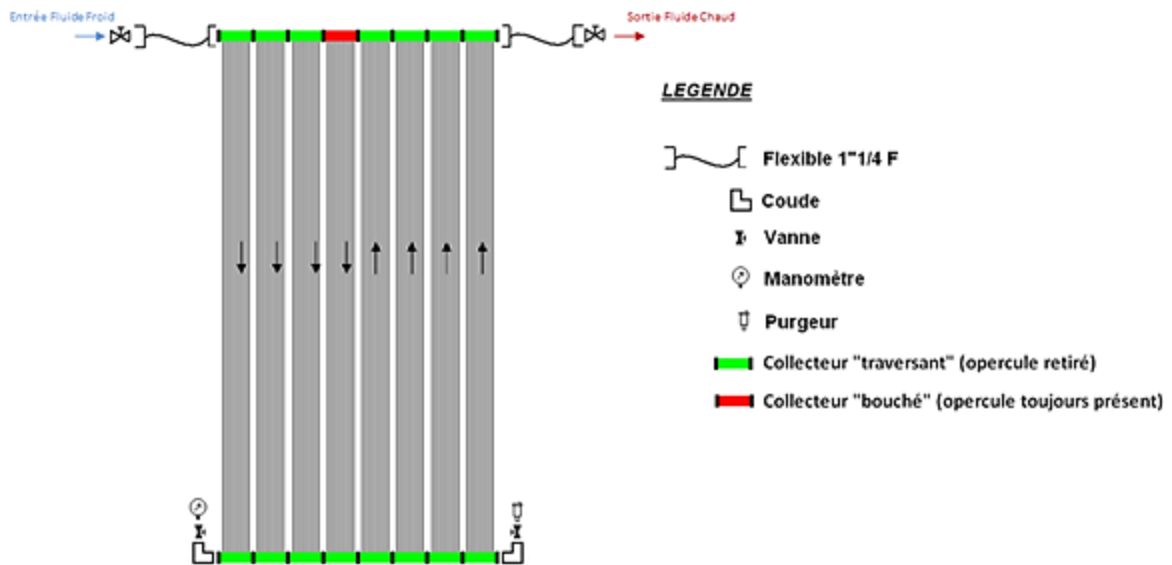 Entrée Fluide Froid
Sortie Fluide Chaud
LEGENDE
Flexible 1"1/4 F
Coude
Vanne
Manomètre
Purgeur
Collecteur "traversant" (opercule retiré)
Collecteur "bouché" (opercule toujours présent)